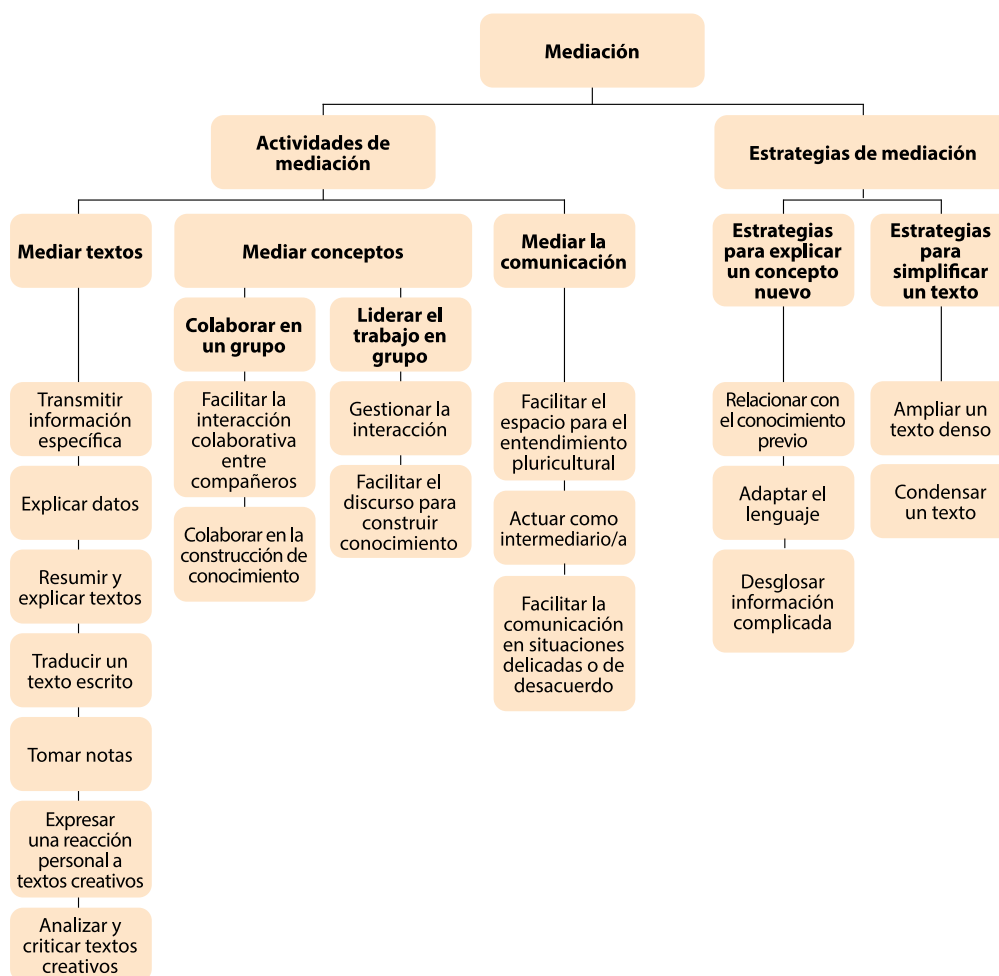 Mediación
Actividades de
mediación
Estrategias de mediación
Mediar textos
Mediar conceptos
Mediar la
comunicación
Estrategias
para explicar
un concepto
nuevo
Estrategias
para
simplificar
un texto
Colaborar en
un grupo
Liderar el
trabajo en
grupo
Transmitir
información
específica
Explicar datos
Resumir y
explicar textos
Traducir un
texto escrito
Tomar notas
Expresar
una reacción
personal a
textos creativos
Analizar y
criticar textos
creativos
Facilitar la
interacción
colaborativa
entre
compañeros
Colaborar en la
construcción de
conocimiento
Gestionar la
interacción
Facilitar el
discurso para
construir
conocimiento
Facilitar el
espacio para el
entendimiento
pluricultural
Actuar como
intermediario/a
Facilitar la
comunicación
en situaciones
delicadas o de
desacuerdo
Relacionar con
el conocimiento
previo
Adaptar el
lenguaje
Desglosar
información
complicada
Ampliar un
texto denso
Condensar
un texto